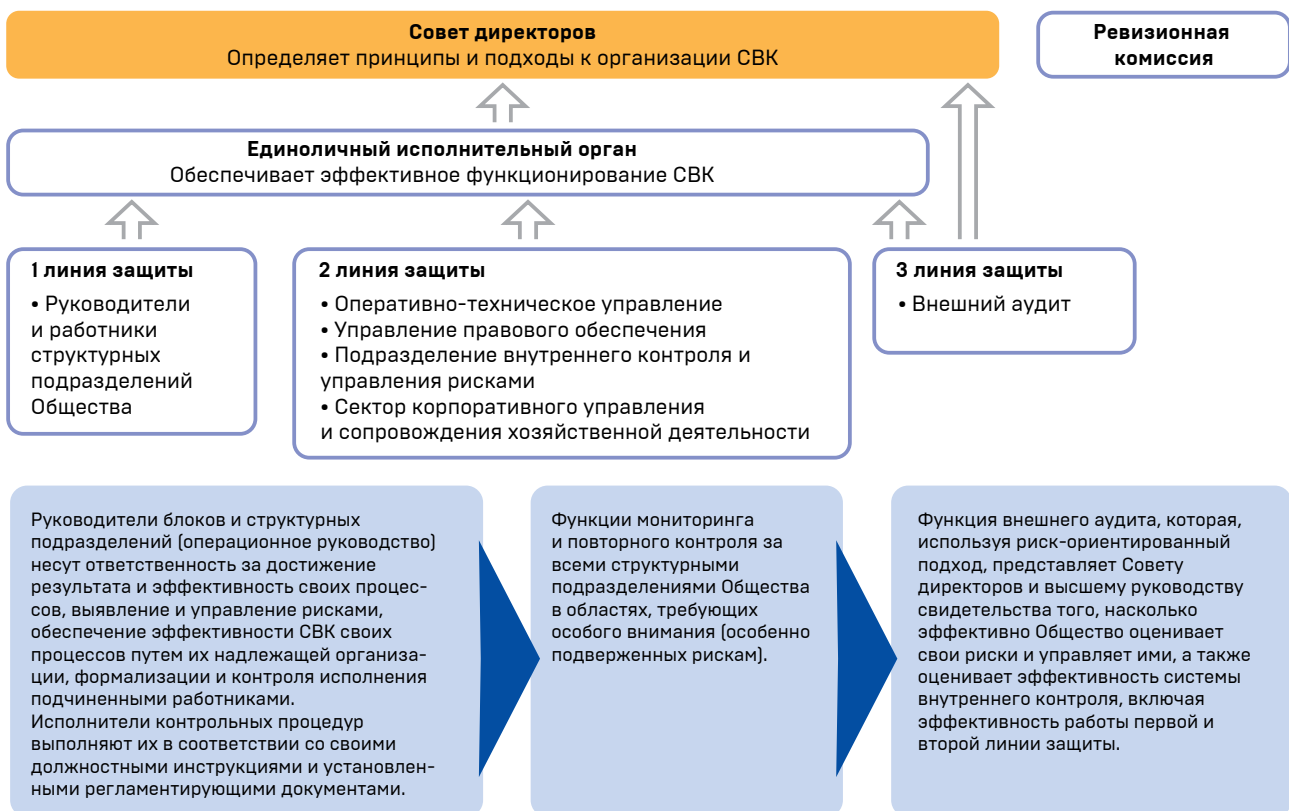 Совет директоров
Определяет принципы и подходы к организации СВК
Ревизионная
комиссия
Единоличный исполнительный орган
Обеспечивает эффективное функционирование СВК
1 линия защиты
• Руководители
и работники
структурных
подразделений
Общества
2 линия защиты
• Оперативно-техническое управление
• Управление правового обеспечения
• Подразделение внутреннего контроля и
управления рисками
• Сектор корпоративного управления
и сопровождения хозяйственной деятельности
3 линия защиты
• Внешний аудит
Руководители блоков и структурных
подразделений (операционное руководство)
несут ответственность за достижение
результата и эффективность своих процес-
сов, выявление и управление рисками,
обеспечение эффективности СВК своих
процессов путем их надлежащей организа-
ции, формализации и контроля исполнения
подчиненными работниками.
Исполнители контрольных процедур
выполняют их в соответствии со своими
должностными инструкциями и установлен-
ными регламентирующими документами.
Функции мониторинга
и повторного контроля за
всеми структурными
подразделениями Общества
в областях, требующих
особого внимания (особенно
подверженных рискам).
Функция внешнего аудита, которая,
используя риск-ориентированный
подход, представляет Совету
директоров и высшему руководству
свидетельства того, насколько
эффективно Общество оценивает
свои риски и управляет ими, а также
оценивает эффективность системы
внутреннего контроля, включая
эффективность работы первой и
второй линии защиты.